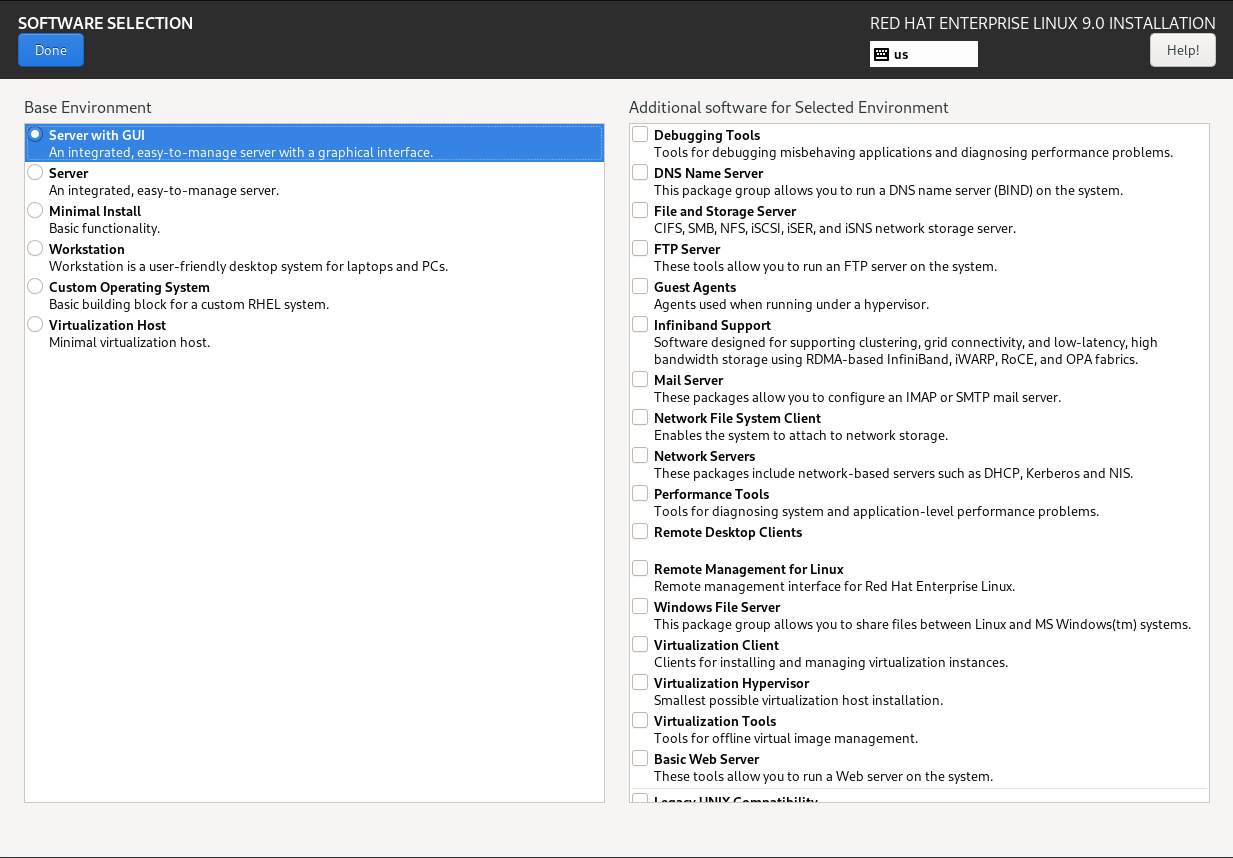 SOFTWARE SELECTION
Done
RED HAT ENTERPRISE LINUX 9.0 INSTALLATION
us
Help!
Base Environment
Server with GUI
An integrated, easy-to-manage server with a graphical interface.
Server
An integrated, easy-to-manage server.
Minimal Install
Basic functionality.
Workstation
Workstation is a user-friendly desktop system for laptops and PCs.
Custom Operating System
Basic building block for a custom RHEL system.
Virtualization Host
Minimal virtualization host.
Additional software for Selected Environment
Debugging Tools
Tools for debugging misbehaving applications and diagnosing performance problems.
DNS Name Server
This package group allows you to run a DNS name server (BIND) on the system.
File and Storage Server
CIFS, SMB, NFS, iSCSI, iSER, and iSNS network storage server.
FTP Server
These tools allow you to run an FTP server on the system.
Guest Agents
Agents used when running under a hypervisor.
Infiniband Support
Software designed for supporting clustering, grid connectivity, and low-latency, high
bandwidth storage using RDMA-based InfiniBand, iWARP, RoCE, and OPA fabrics.
Mail Server
These packages allow you to configure an IMAP or SMTP mail server.
Network File System Client
Enables the system to attach to network storage.
Network Servers
These packages include network-based servers such as DHCP, Kerberos and NIS.
Performance Tools
Tools for diagnosing system and application-level performance problems.
Remote Desktop Clients
Remote Management for Linux
Remote management interface for Red Hat Enterprise Linux.
Windows File Server
This package group allows you to share files between Linux and MS Windows(tm) systems.
Virtualization Client
Clients for installing and managing virtualization instances.
Virtualization Hypervisor
Smallest possible virtualization host installation.
Virtualization Tools
Tools for offline virtual image management.
Basic Web Server
These tools allow you to run a Web server on the system.
Legacy UNIX Compatibility